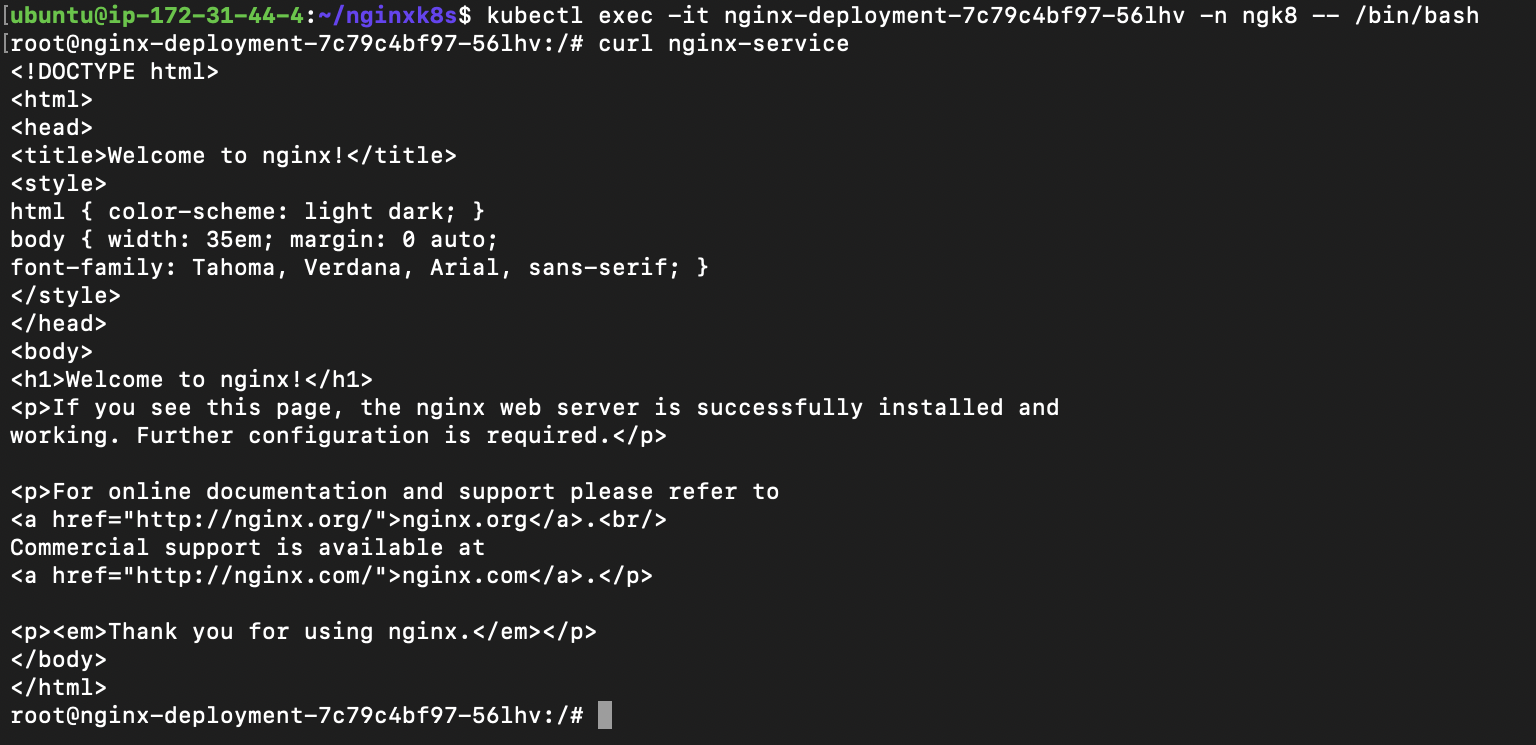 [ubuntu@ip-172-31-44-4:~/nginxk8s$ kubectl exec -it nginx-deployment-7c79c4bf97-56lhv -n ngk8 -- /bin/bash
[root@nginx-deployment-7c79c4bf97-56lhv:/# curl nginx-service
<!DOCTYPE html>
<html>
<head>
<title>Welcome to nginx!</title>
<style>
html { color-scheme: light dark; }
body { width: 35em; margin: 0 auto;
font-family: Tahoma, Verdana, Arial, sans-serif; }
</style>
</head>
<body>
<h1>Welcome to nginx!</h1>
<p>If you see this page, the nginx web server is successfully installed and
working. Further configuration is required.</p>

<p>For online documentation and support please refer to
<a href="http://nginx.org/">nginx.org</a>.<br/>
Commercial support is available at
<a href="http://nginx.com/">nginx.com</a>.</p>

<p><em>Thank you for using nginx.</em></p>
</body>
</html>
root@nginx-deployment-7c79c4bf97-56lhv:/#